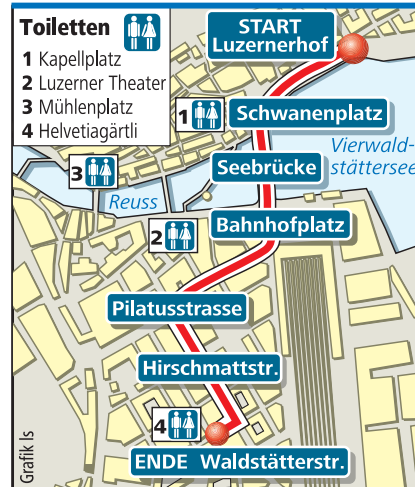 Toiletten
1 Kapellplatz
2 Luzerner Theater
3 Mühlenplatz
4 Helvetiagärtli
START
Luzernerhof
1
Schwanenplatz
Vierwald-
stättersee
Seebrücke
3
Reuss
2
Bahnhofplatz
Pilatusstrasse
Hirschmattstr.
4
ENDE Waldstätterstr.
Grafik ls